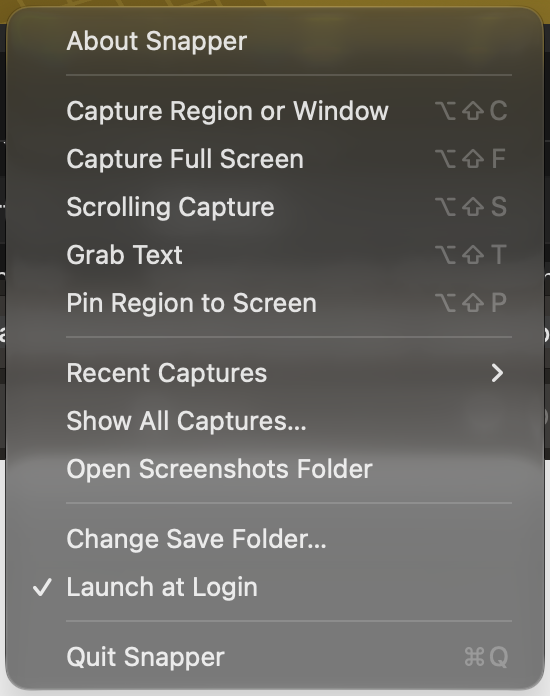 About Snapper
Capture Region or Window ⌥⇧C
Capture Full Screen ⌥⇧F
Scrolling Capture ⌥⇧S
Grab Text ⌥⇧T
Pin Region to Screen ⌥⇧P
Recent Captures
Show All Captures...
Open Screenshots Folder
Change Save Folder...
✓ Launch at Login
Quit Snapper ⌘Q